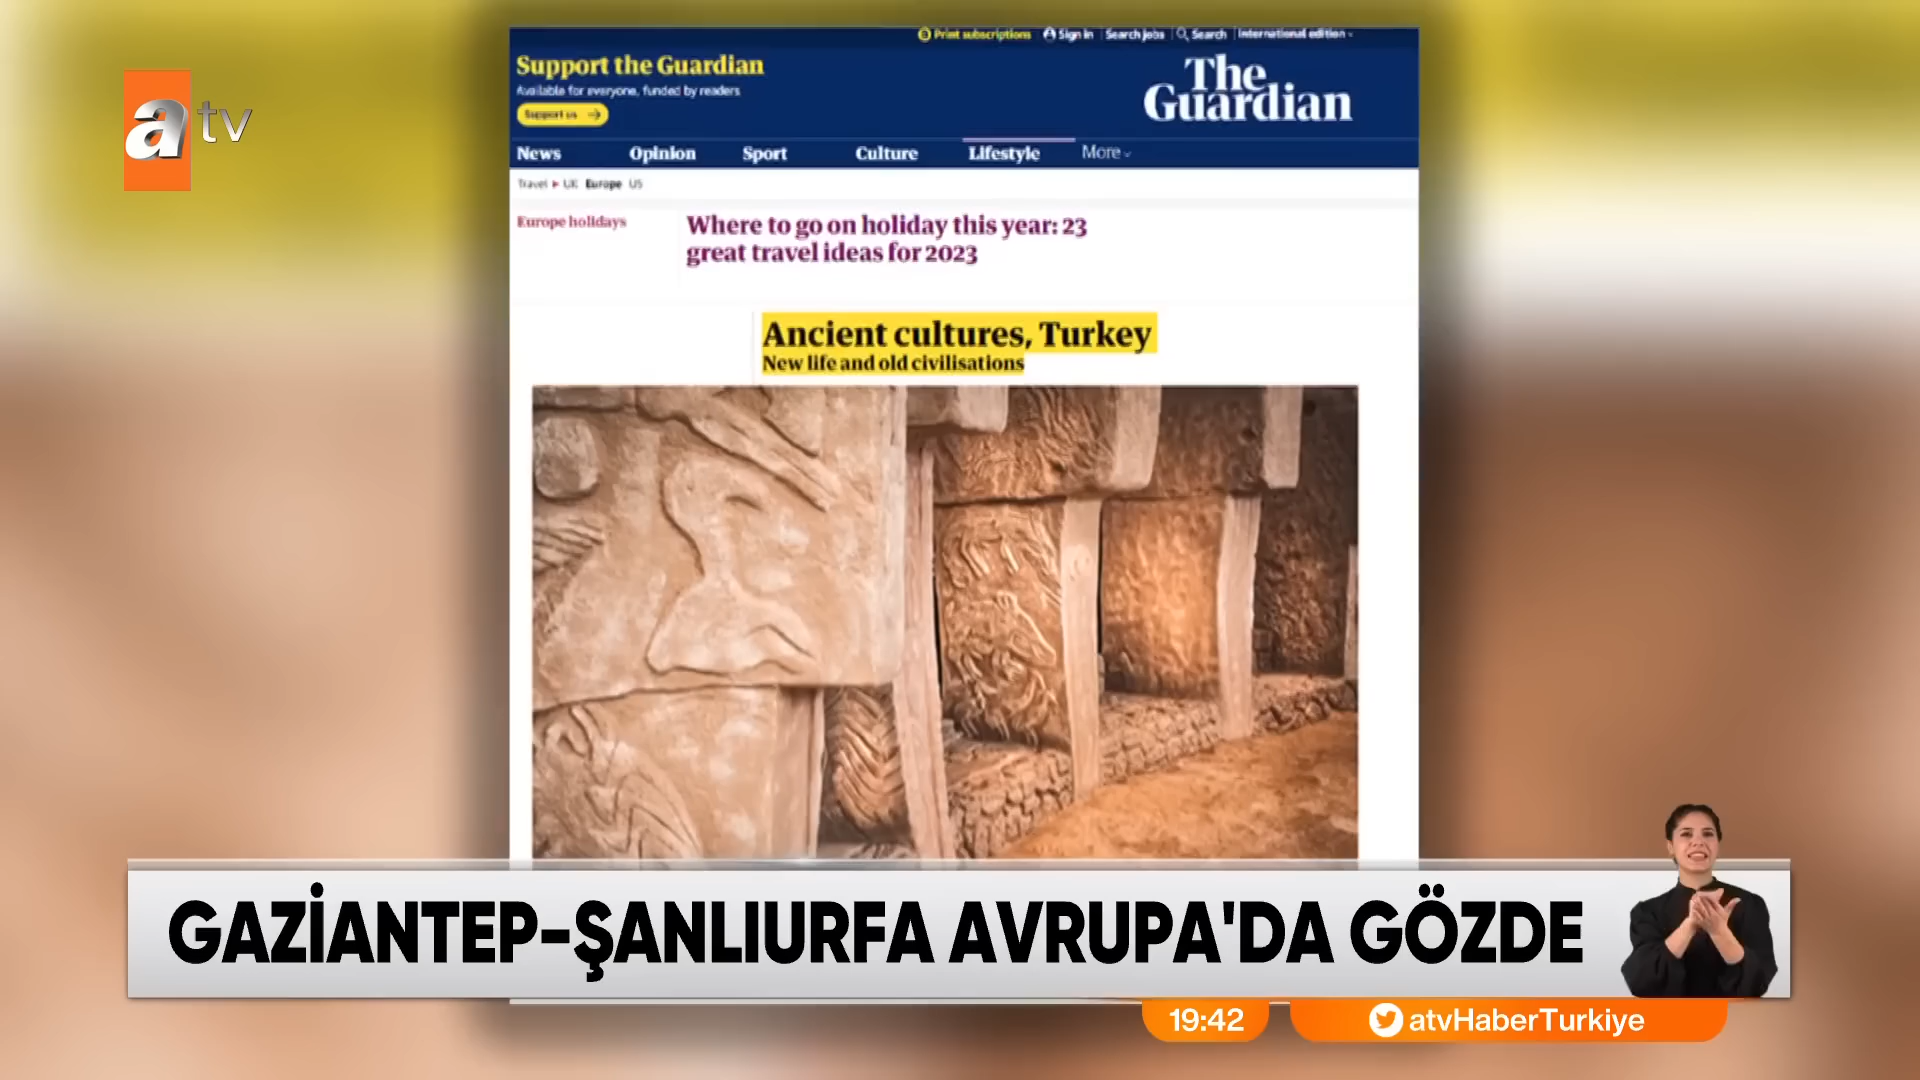 atv
Print subscriptions
Sign in
Search jobs
Search
International edition
Support the Guardian
Available for everyone, funded by readers
Support us →
The
Guardian
News
Opinion
Sport
Culture
Lifestyle
More
Travel ▸ UK Europe US
Europe holidays
Where to go on holiday this year: 23
great travel ideas for 2023
Ancient cultures, Turkey
New life and old civilisations
GAZİANTEP-ŞANLIURFA AVRUPA'DA GÖZDE
19:42
atvHaberTurkiye